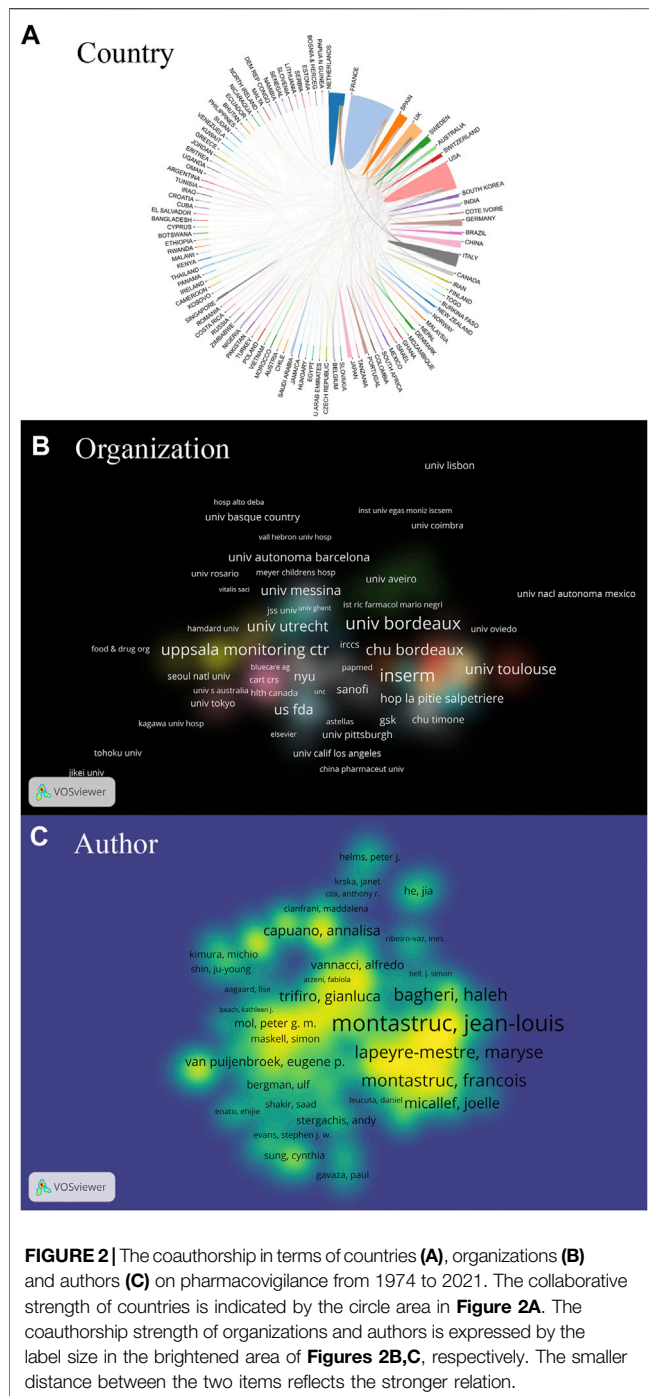 A
Country
NETHERLANDS
FRANCE
SPAIN
UK
SWEDEN
AUSTRALIA
SWITZERLAND
USA
SOUTH KOREA
INDIA
COTE IVOIRE
GERMANY
BRAZIL
CHINA
ITALY
CANADA
IRAN
FINLAND
TOGO
BURKINA FASO
NEW ZEALAND
NORWAY
MALAYSIA
NEPAL
DENMARK
MOZAMBIQUE
GHANA
ISRAEL
MEXICO
SOUTH AFRICA
COLOMBIA
PORTUGAL
TANZANIA
JAPAN
SLOVAKIA
BELGIUM
CZECH REPUBLIC
U ARAB EMIRATES
EGYPT
HUNGARY
JAMAICA
SAUDI ARABIA
CHILE
AUSTRIA
MOROCCO
VIETNAM
POLAND
TURKEY
PAKISTAN
NIGERIA
ZIMBABWE
RUSSIA
COSTA RICA
ROMANIA
SINGAPORE
KOSOVO
CAMEROON
IRELAND
PANAMA
THAILAND
KENYA
MALAWI
RWANDA
ETHIOPIA
BOTSWANA
CYPRUS
BANGLADESH
EL SALVADOR
CUBA
CROATIA
IRAQ
TUNISIA
ARGENTINA
OMAN
UGANDA
ERITREA
JORDAN
GREECE
KUWAIT
VENEZUELA
SUDAN
PHILIPPINES
BHUTAN
ECUADOR
NICARAGUA
NORTH IRELAND
MALTA
DEM REP CONGO
NAMIBIA
SENEGAL
SLOVENIA
LITHUANIA
SERBIA
ESTONIA
BOSNIA & HERCEG
PAPUA N GUINEA
B
Organization
univ lisbon
hosp alto deba
univ basque country
inst univ egas moniz iscsem
univ coimbra
vall hebron univ hosp
univ autonoma barcelona
univ rosario
meyer childrens hosp
univ aveiro
vitalis saci
univ messina
univ nacl autonoma mexico
jss univ
univ ghent
ist ric farmacol mario negri
hamdard univ
univ utrecht
univ bordeaux
univ oviedo
food & drug org
uppsala monitoring ctr
irccs
chu bordeaux
bluecare ag
papmed
univ toulouse
seoul natl univ
cart crs
nyu
inserm
univ s australia
hlth canada
unc
sanofi
hop la pitie salpetriere
univ tokyo
us fda
kagawa univ hosp
astellas
gsk
chu timone
elsevier
univ pittsburgh
tohoku univ
univ calif los angeles
jikei univ
china pharmaceut univ
VOSviewer
C
Author
helms, peter j.
krska, janet
cox, anthony r.
he, jia
cianfrani, maddalena
capuano, annalisa
ribeiro-vaz, ines
kimura, michio
shin, ju-young
vannacci, alfredo
bell, j. simon
atzeni, fabiola
aagaard, lise
trifiro, gianluca
bagheri, haleh
beach, kathleen j.
mol, peter g. m.
montastruc, jean-louis
maskell, simon
lapeyre-mestre, maryse
van puijenbroek, eugene p.
bergman, ulf
montastruc, francois
leucuta, daniel
micallef, joelle
enato, ehijie
shakir, saad
stergachis, andy
evans, stephen j. w.
sung, cynthia
gavaza, paul
VOSviewer
FIGURE 2 | The coauthorship in terms of countries (A), organizations (B)
and authors (C) on pharmacovigilance from 1974 to 2021. The collaborative
strength of countries is indicated by the circle area in Figure 2A. The
coauthorship strength of organizations and authors is expressed by the
label size in the brightened area of Figures 2B,C, respectively. The smaller
distance between the two items reflects the stronger relation.